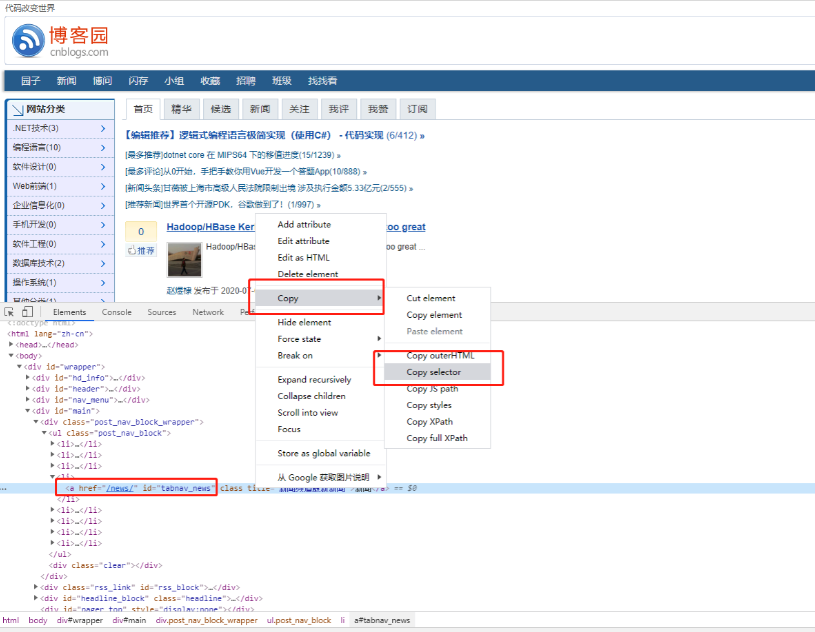 代码改变世界
博客园
cnblogs.com
园子 新闻 博问 闪存 小组 收藏 招聘 班级 找找看
网站分类
.NET技术(3)
编程语言(10)
软件设计(0)
Web前端(1)
企业信息化(0)
手机开发(0)
软件工程(0)
数据库技术(2)
操作系统(1)
首页 精华 候选 新闻 关注 我评 我赞 订阅
【编辑推荐】逻辑式编程语言极简实现（使用C#） - 代码实现 (6/412) »
[最多推荐]dotnet core 在 MIPS64 下的移值进度(15/1239) »
[最多评论]从0开始，手把手教你用Vue开发一个答题App(10/888) »
[新闻头条]甘薇被上海市高级人民法院限制出境 涉及执行金额5.33亿元(2/555) »
[推荐新闻]世界首个开源PDK，谷歌做到了！(1/997) »
0
推荐
Hadoop/HBase Ker
too great
Hadoop/HBas
oo great ...
赵煜棣 发布于 2020-07-
Add attribute
Edit attribute
Edit as HTML
Delete element
Copy
Hide element
Force state
Break on
Expand recursively
Collapse children
Scroll into view
Focus
Store as global variable
从 Google 获取图片说明
Cut element
Copy element
Paste element
Copy outerHTML
Copy selector
Copy JS path
Copy styles
Copy XPath
Copy full XPath
Elements Console Sources Network
<!doctype html>
<html lang="zh-cn">
<head>…</head>
<body>
<div id="wrapper">
<div id="hd_info">…</div>
<div id="header">…</div>
<div id="nav_menu">…</div>
<div id="main">
<div class="post_nav_block_wrapper">
<ul class="post_nav_block">
<li>…</li>
<li>…</li>
<li>…</li>
<li>
<a href="/news/" id="tabnav_news" class title= 新闻</a> == $0
</li>
<li>…</li>
<li>…</li>
<li>…</li>
<li>…</li>
</ul>
<div class="clear"></div>
</div>
<div class="rss_link" id="rss_block">…</div>
<div id="headline_block" class="headline">…</div>
<div id="pager_top" style="display:none"></div>
html body div#wrapper div#main div.post_nav_block_wrapper ul.post_nav_block li a#tabnav_news